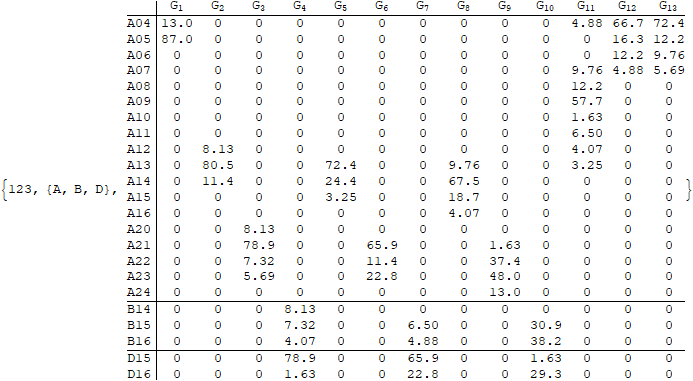 G1 G2 G3 G4 G5 G6 G7 G8 G9 G10 G11 G12 G13
A04 13.0 0 0 0 0 0 0 0 0 0 4.88 66.7 72.4
A05 87.0 0 0 0 0 0 0 0 0 0 0 16.3 12.2
A06 0 0 0 0 0 0 0 0 0 0 0 12.2 9.76
A07 0 0 0 0 0 0 0 0 0 0 9.76 4.88 5.69
A08 0 0 0 0 0 0 0 0 0 0 12.2 0 0
A09 0 0 0 0 0 0 0 0 0 0 57.7 0 0
A10 0 0 0 0 0 0 0 0 0 0 1.63 0 0
A11 0 0 0 0 0 0 0 0 0 0 6.50 0 0
A12 0 8.13 0 0 0 0 0 0 0 0 4.07 0 0
A13 0 80.5 0 0 72.4 0 0 9.76 0 0 3.25 0 0
{123, {A, B, D}, A14 0 11.4 0 0 24.4 0 0 67.5 0 0 0 0 0 }
A15 0 0 0 0 3.25 0 0 18.7 0 0 0 0 0
A16 0 0 0 0 0 0 0 4.07 0 0 0 0 0
A20 0 0 8.13 0 0 0 0 0 0 0 0 0 0
A21 0 0 78.9 0 0 65.9 0 0 1.63 0 0 0 0
A22 0 0 7.32 0 0 11.4 0 0 37.4 0 0 0 0
A23 0 0 5.69 0 0 22.8 0 0 48.0 0 0 0 0
A24 0 0 0 0 0 0 0 0 13.0 0 0 0 0
B14 0 0 0 8.13 0 0 0 0 0 0 0 0 0
B15 0 0 0 7.32 0 0 6.50 0 0 30.9 0 0 0
B16 0 0 0 4.07 0 0 4.88 0 0 38.2 0 0 0
D15 0 0 0 78.9 0 0 65.9 0 0 1.63 0 0 0
D16 0 0 0 1.63 0 0 22.8 0 0 29.3 0 0 0